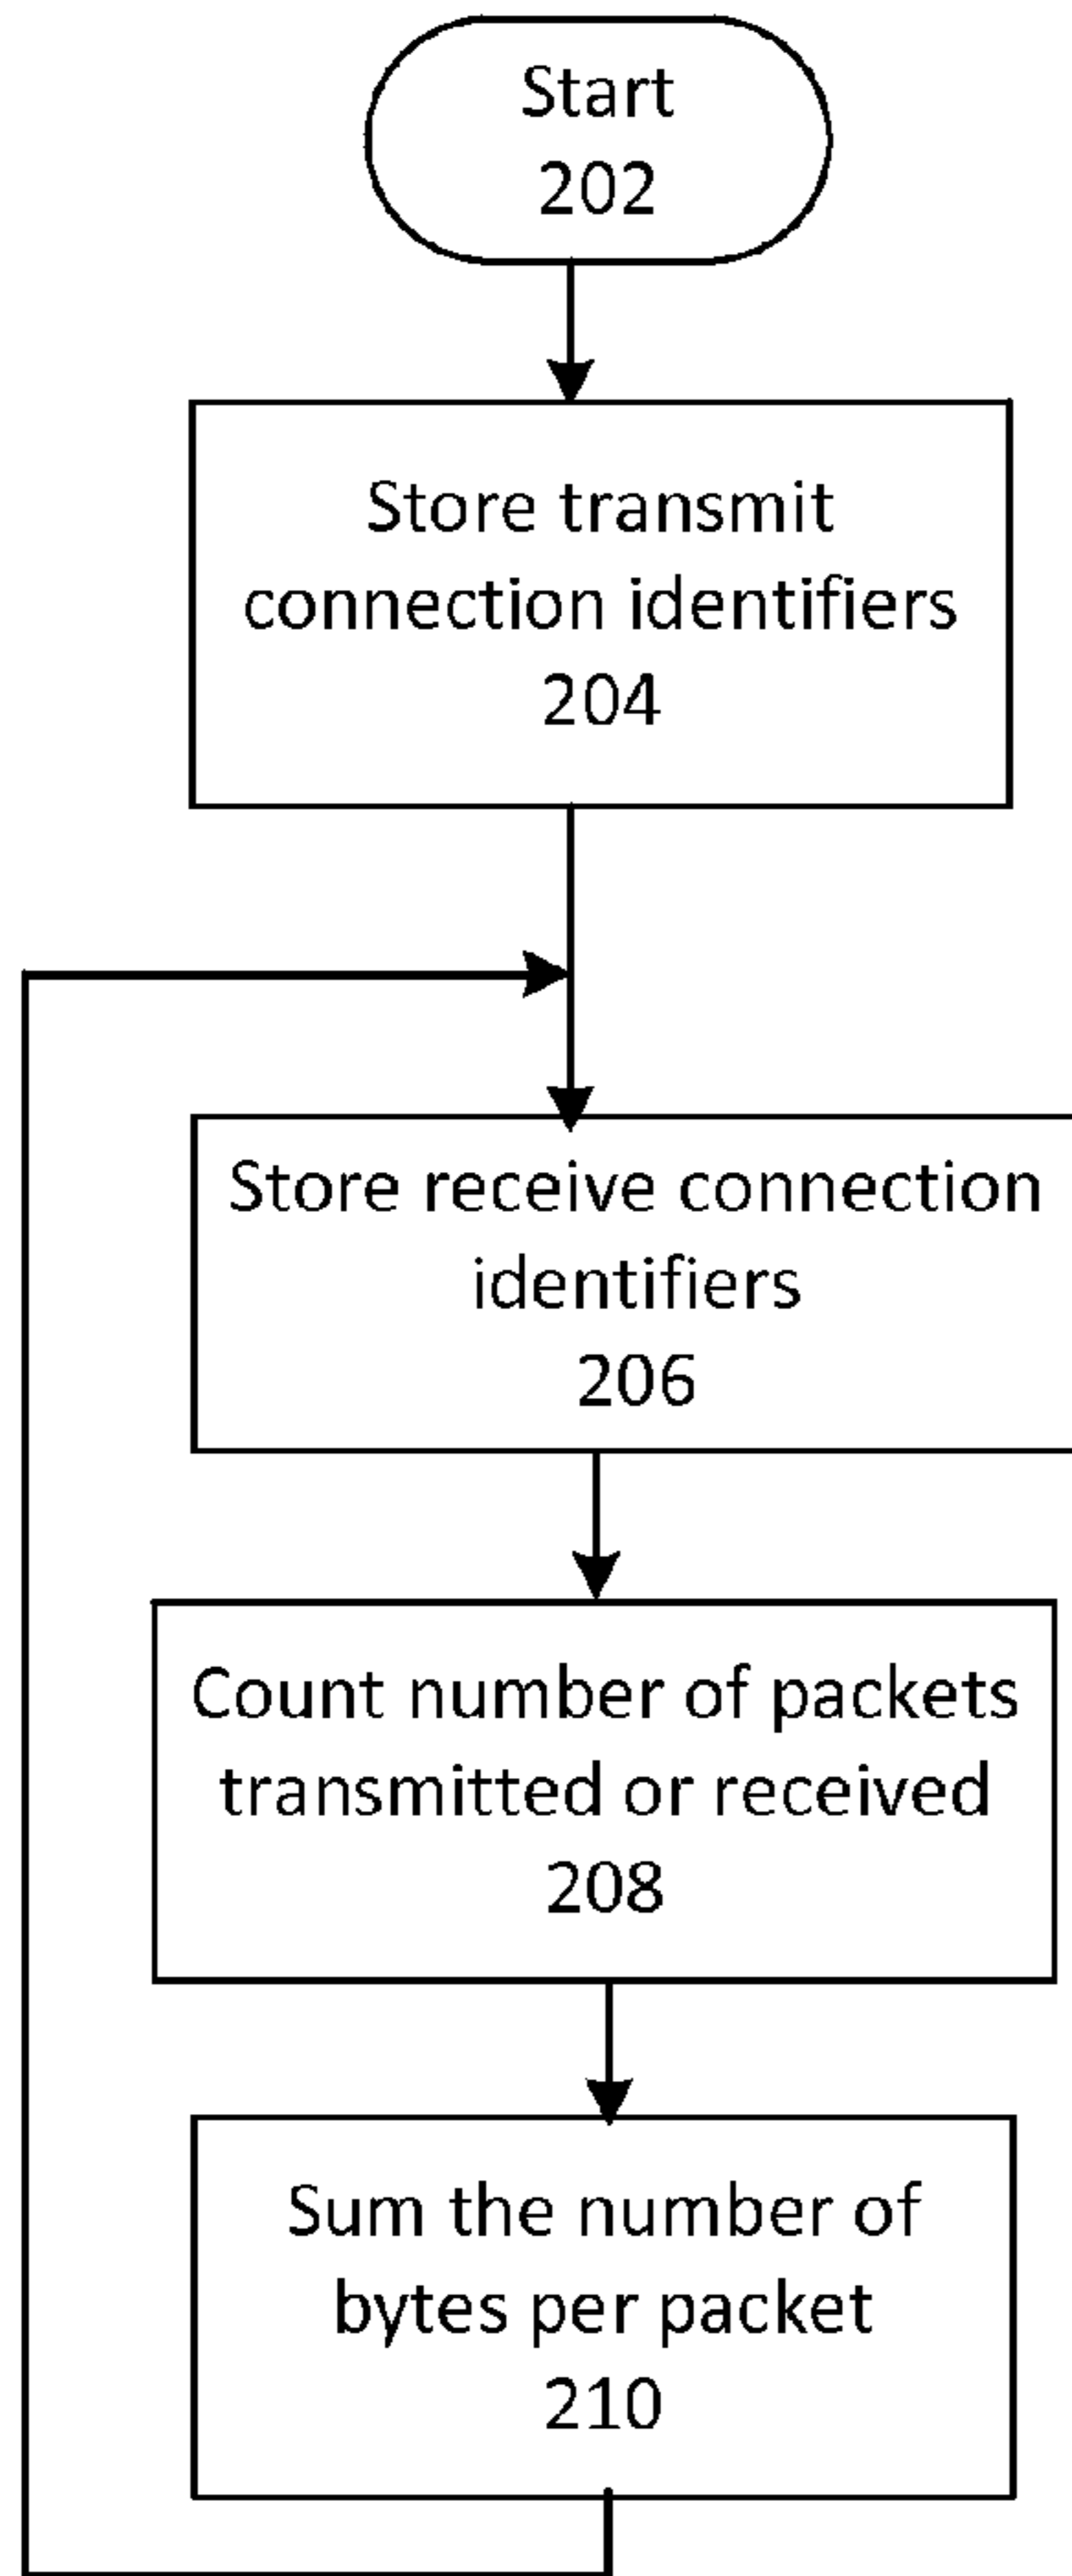 Start
202
Store transmit
connection identifiers
204
Store receive connection
identifiers
206
Count number of packets
transmitted or received
208
Sum the number of
bytes per packet
210